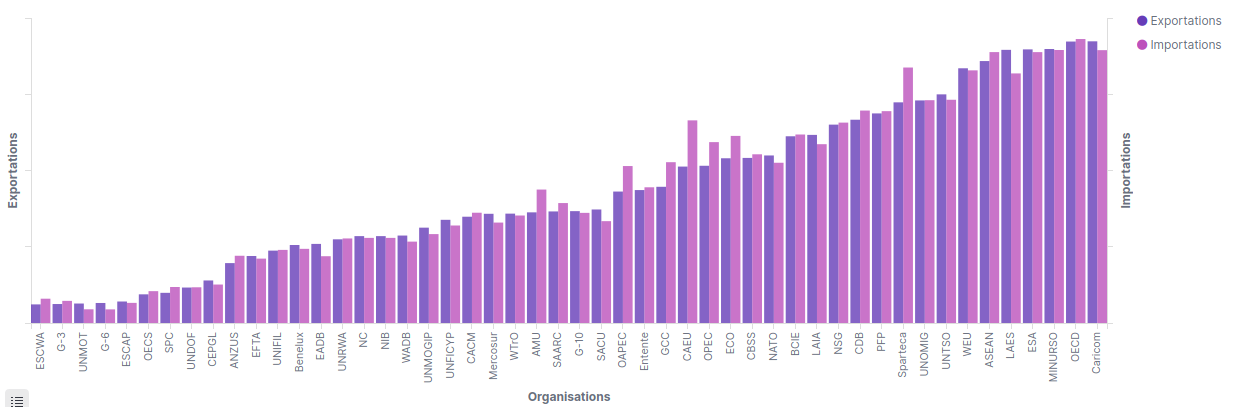 Exportations
Importations
Exportations
Importations
ESCWA
G-3
UNMOT
G-6
ESCAP
OECS
SPC
UNDOF
CEPGL
ANZUS
EFTA
UNIFIL
Benelux
EADB
UNRWA
NC
NIB
WADB
UNMOGIP
UNFICYP
CACM
Mercosur
WTrO
AMU
SAARC
G-10
SACU
OAPEC
Entente
GCC
CAEU
OPEC
ECO
CBSS
NATO
BCIE
LAIA
NSG
CDB
PFP
Sparteca
UNOMIG
UNTSO
WEU
ASEAN
LAES
ESA
MINURSO
OECD
Caricom
Organisations